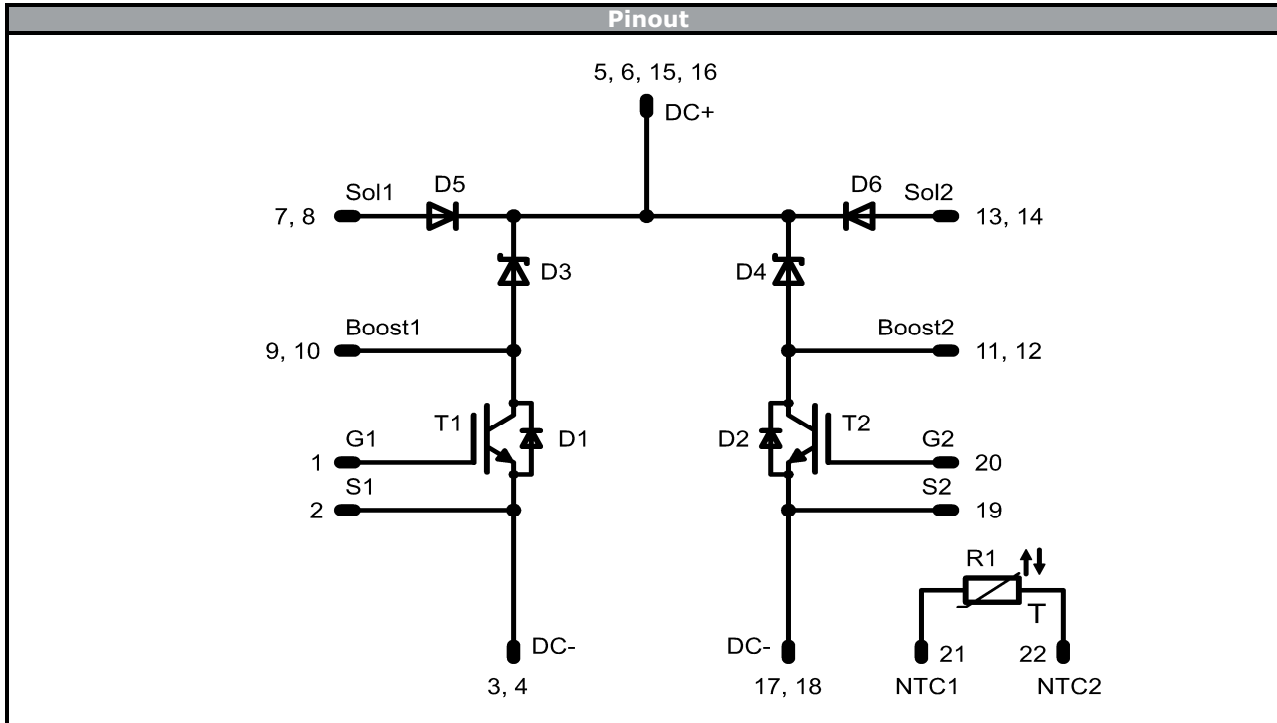 Pinout
5, 6, 15, 16
DC+
D5
D6
Sol1
Sol2
7, 8
13, 14
D3
D4
Boost1
Boost2
9, 10
11, 12
T1
D1
D2
T2
G1
G2
1
20
S1
S2
2
19
R1
T
DC-
DC-
21
22
3, 4
17, 18
NTC1
NTC2